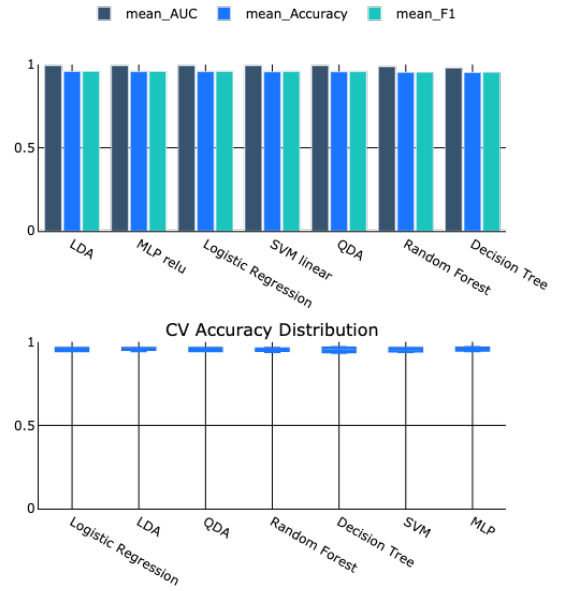 mean_AUC mean_Accuracy mean_F1
1
0.5
0
LDA MLP relu Logistic Regression SVM linear QDA Random Forest Decision Tree
CV Accuracy Distribution
1
0.5
0
Logistic Regression LDA QDA Random Forest Decision Tree SVM MLP